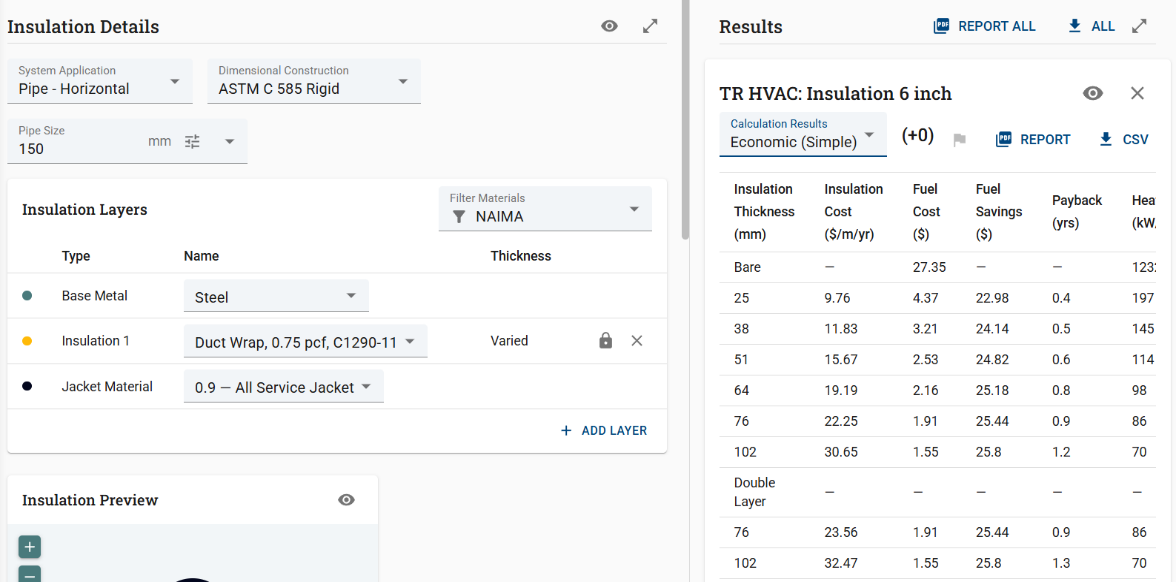 Insulation Details
System Application
Pipe - Horizontal
Dimensional Construction
ASTM C 585 Rigid
Pipe Size
150 mm
Insulation Layers
Filter Materials
NAIMA
Type Name Thickness
Base Metal Steel
Insulation 1 Duct Wrap, 0.75 pcf, C1290-11 Varied
Jacket Material 0.9 — All Service Jacket
+ ADD LAYER
Insulation Preview
+
–
Results
PDF REPORT ALL
ALL
TR HVAC: Insulation 6 inch
Calculation Results
Economic (Simple)
(+0)
PDF REPORT
CSV
Insulation Thickness (mm) Insulation Cost ($/m/yr) Fuel Cost ($) Fuel Savings ($) Payback (yrs)
Bare — 27.35 — —
25 9.76 4.37 22.98 0.4 197
38 11.83 3.21 24.14 0.5 145
51 15.67 2.53 24.82 0.6 114
64 19.19 2.16 25.18 0.8 98
76 22.25 1.91 25.44 0.9 86
102 30.65 1.55 25.8 1.2 70
Double Layer — — — — —
76 23.56 1.91 25.44 0.9 86
102 32.47 1.55 25.8 1.3 70